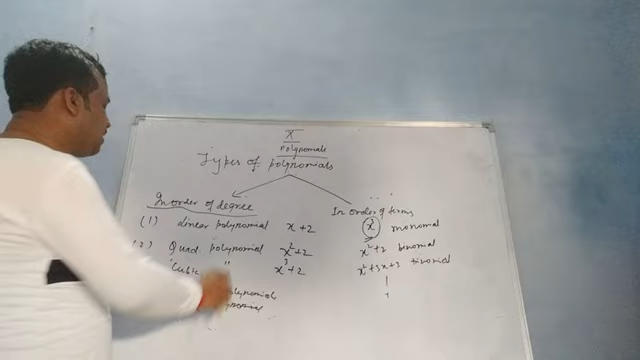 X
polynomials
Types of polynomials
In order of degree
(1) linear polynomial x + 2
(2) Quad. polynomial x²+2
Cubic " x³+2
In order of terms
x² monomial
x²+2 binomial
x²+3x+3 trinomial